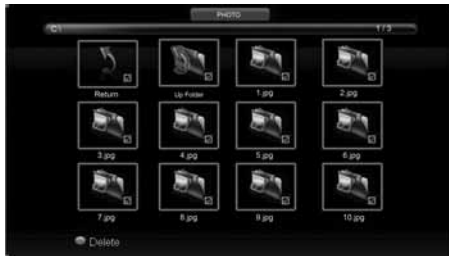 PHOTO
C:\ 1/3
Return Up Folder 1.jpg 2.jpg
3.jpg 4.jpg 5.jpg 6.jpg
7.jpg 8.jpg 9.jpg 10.jpg
Delete